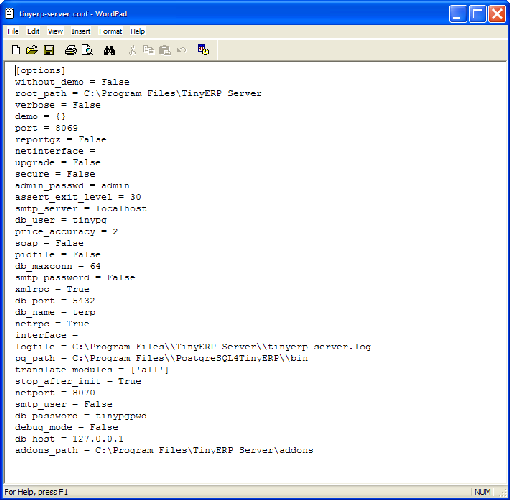 tinyerp-server.conf - WordPad
File Edit View Insert Format Help
[options]
without_demo = False
root_path = C:\Program Files\TinyERP Server
verbose = False
demo = {}
port = 8069
reportgz = False
netinterface =
upgrade = False
secure = False
admin_passwd = admin
assert_exit_level = 30
smtp_server = localhost
db_user = tinypg
price_accuracy = 2
soap = False
pidfile = False
db_maxconn = 64
smtp_password = False
xmlrpc = True
db_port = 5432
db_name = terp
netrpc = True
interface =
logfile = C:\Program Files\\TinyERP Server\\tinyerp-server.log
pg_path = C:\Program Files\\PostgreSQL4TinyERP\\bin
translate_modules = ['all']
stop_after_init = True
netport = 8070
smtp_user = False
db_password = tinypgpwd
debug_mode = False
db_host = 127.0.0.1
addons_path = C:\Program Files\TinyERP Server\addons
For Help, press F1
NUM